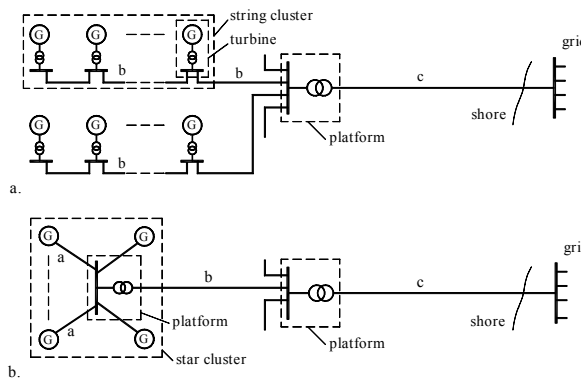 string cluster
G G G
turbine
b b c
grid
shore
platform
G G G
b
a.
G G
a b c
grid
platform
shore
a platform
G G
star cluster
b.